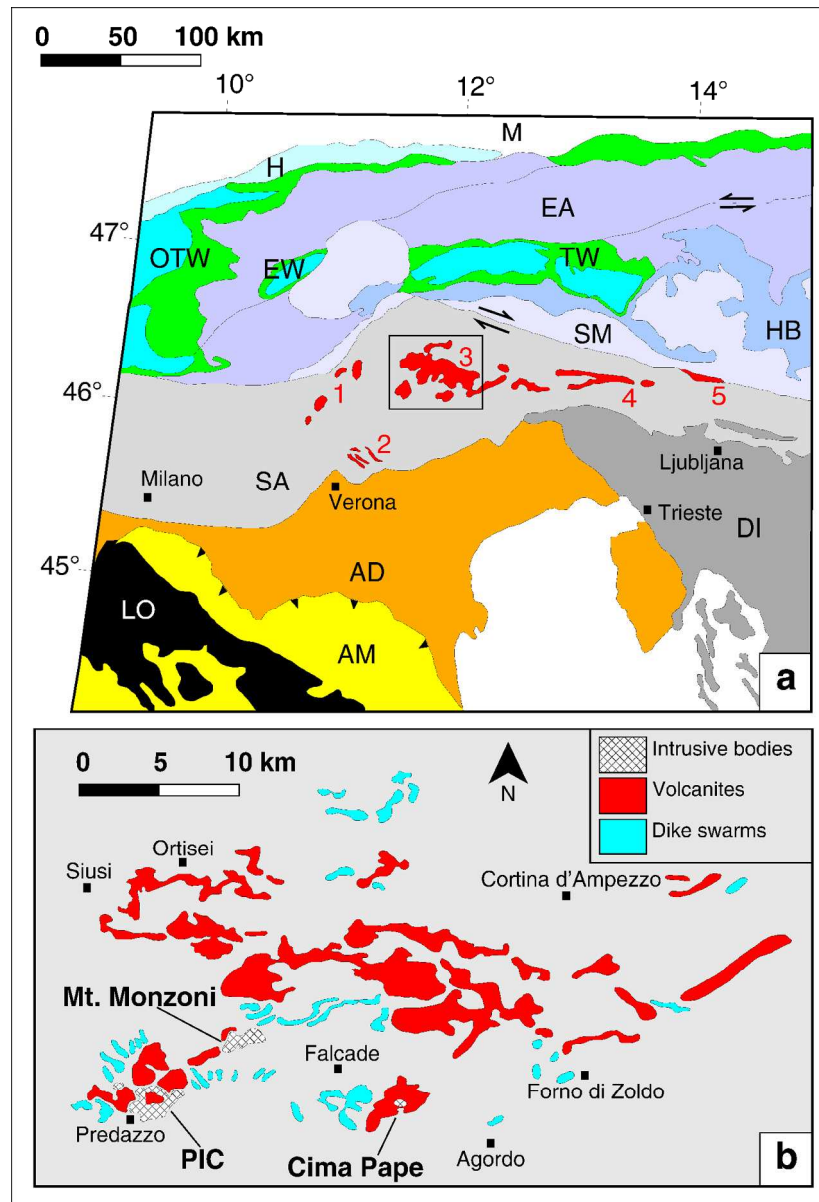 0 50 100 km
10° 12° 14°
M
H
EA
47°
OTW
EW
TW
SM
HB
3
46°
1
4
5
2
Ljubljana
Milano
SA
Verona
Trieste
DI
45°
AD
LO
AM
a
0 5 10 km
N
Intrusive bodies
Volcanites
Dike swarms
Ortisei
Siusi
Cortina d'Ampezzo
Mt. Monzoni
Falcade
Forno di Zoldo
Predazzo
PIC
Cima Pape
Agordo
b